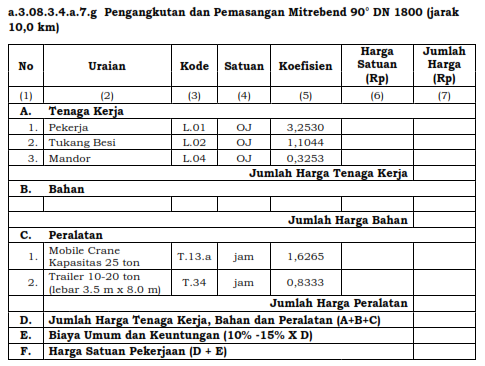 a.3.08.3.4.a.7.g Pengangkutan dan Pemasangan Mitrebend 90° DN 1800 (jarak
10,0 km)
No Uraian Kode Satuan Koefisien Harga Satuan (Rp) Jumlah Harga (Rp)
(1) (2) (3) (4) (5) (6) (7)
A. Tenaga Kerja
1. Pekerja L.01 OJ 3,2530
2. Tukang Besi L.02 OJ 1,1044
3. Mandor L.04 OJ 0,3253
Jumlah Harga Tenaga Kerja
B. Bahan
Jumlah Harga Bahan
C. Peralatan
1. Mobile Crane Kapasitas 25 ton T.13.a jam 1,6265
2. Trailer 10-20 ton (lebar 3.5 m x 8.0 m) T.34 jam 0,8333
Jumlah Harga Peralatan
D. Jumlah Harga Tenaga Kerja, Bahan dan Peralatan (A+B+C)
E. Biaya Umum dan Keuntungan (10% -15% X D)
F. Harga Satuan Pekerjaan (D + E)